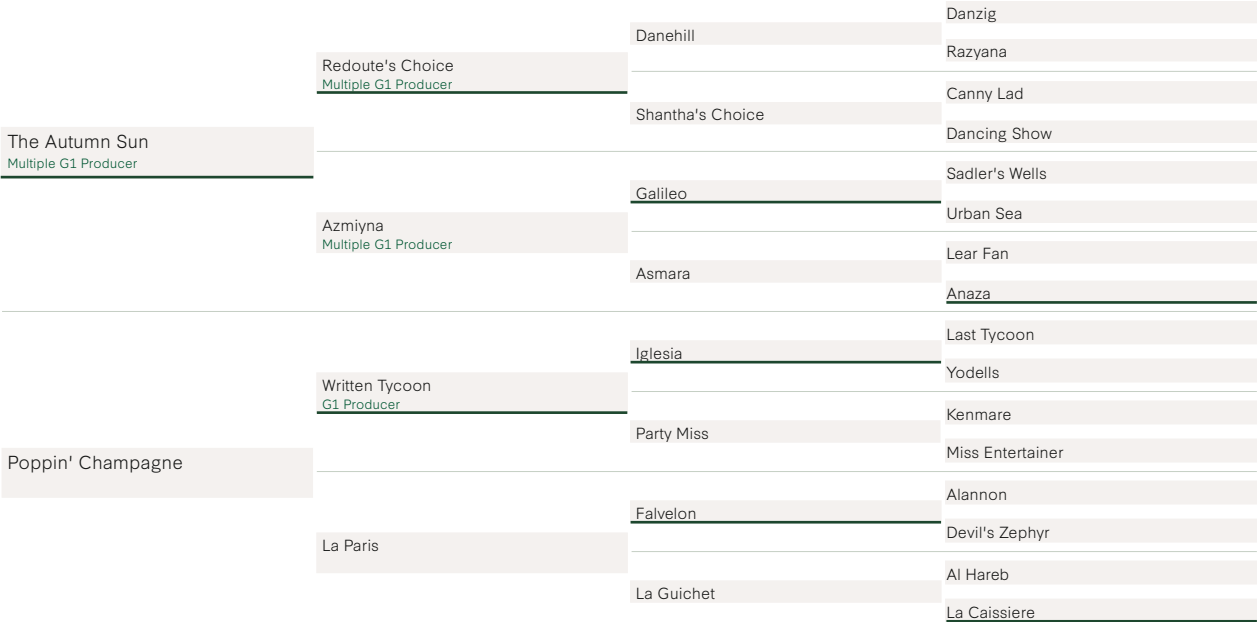 The Autumn Sun
Multiple G1 Producer
Poppin' Champagne
Redoute's Choice
Multiple G1 Producer
Azmiyna
Multiple G1 Producer
Written Tycoon
G1 Producer
La Paris
Danehill
Shantha's Choice
Galileo
Asmara
Iglesia
Party Miss
Falvelon
La Guichet
Danzig
Razyana
Canny Lad
Dancing Show
Sadler's Wells
Urban Sea
Lear Fan
Anaza
Last Tycoon
Yodells
Kenmare
Miss Entertainer
Alannon
Devil's Zephyr
Al Hareb
La Caissiere